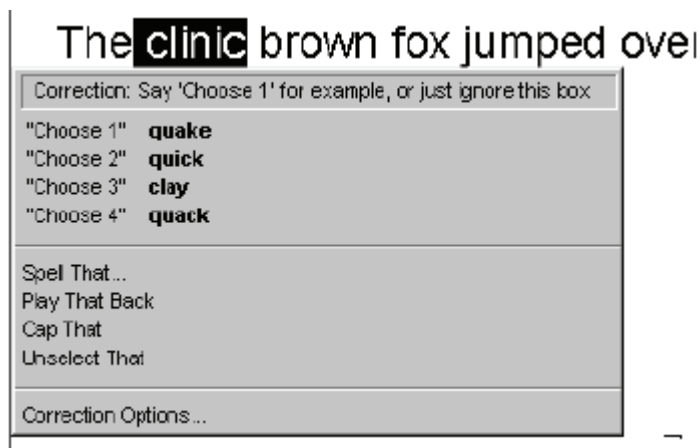 The clinic brown fox jumped over
Correction: Say 'Choose 1' for example, or just ignore this box
"Choose 1" quake
"Choose 2" quick
"Choose 3" clay
"Choose 4" quack
Spell That...
Play That Back
Cap That
Unselect That
Correction Options...